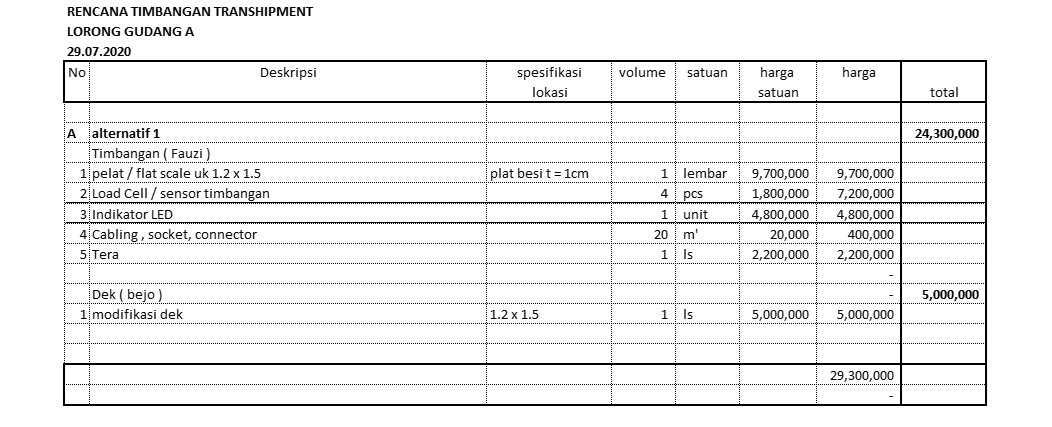 RENCANA TIMBANGAN TRANSHIPMENT
LORONG GUDANG A
29.07.2020
No Deskripsi spesifikasi lokasi volume satuan harga satuan harga total
A alternatif 1 24,300,000
Timbangan ( Fauzi )
1 pelat / flat scale uk 1.2 x 1.5 plat besi t = 1cm 1 lembar 9,700,000 9,700,000
2 Load Cell / sensor timbangan 4 pcs 1,800,000 7,200,000
3 Indikator LED 1 unit 4,800,000 4,800,000
4 Cabling , socket, connector 20 m' 20,000 400,000
5 Tera 1 ls 2,200,000 2,200,000
-
Dek ( bejo ) - 5,000,000
1 modifikasi dek 1.2 x 1.5 1 ls 5,000,000 5,000,000
29,300,000
-